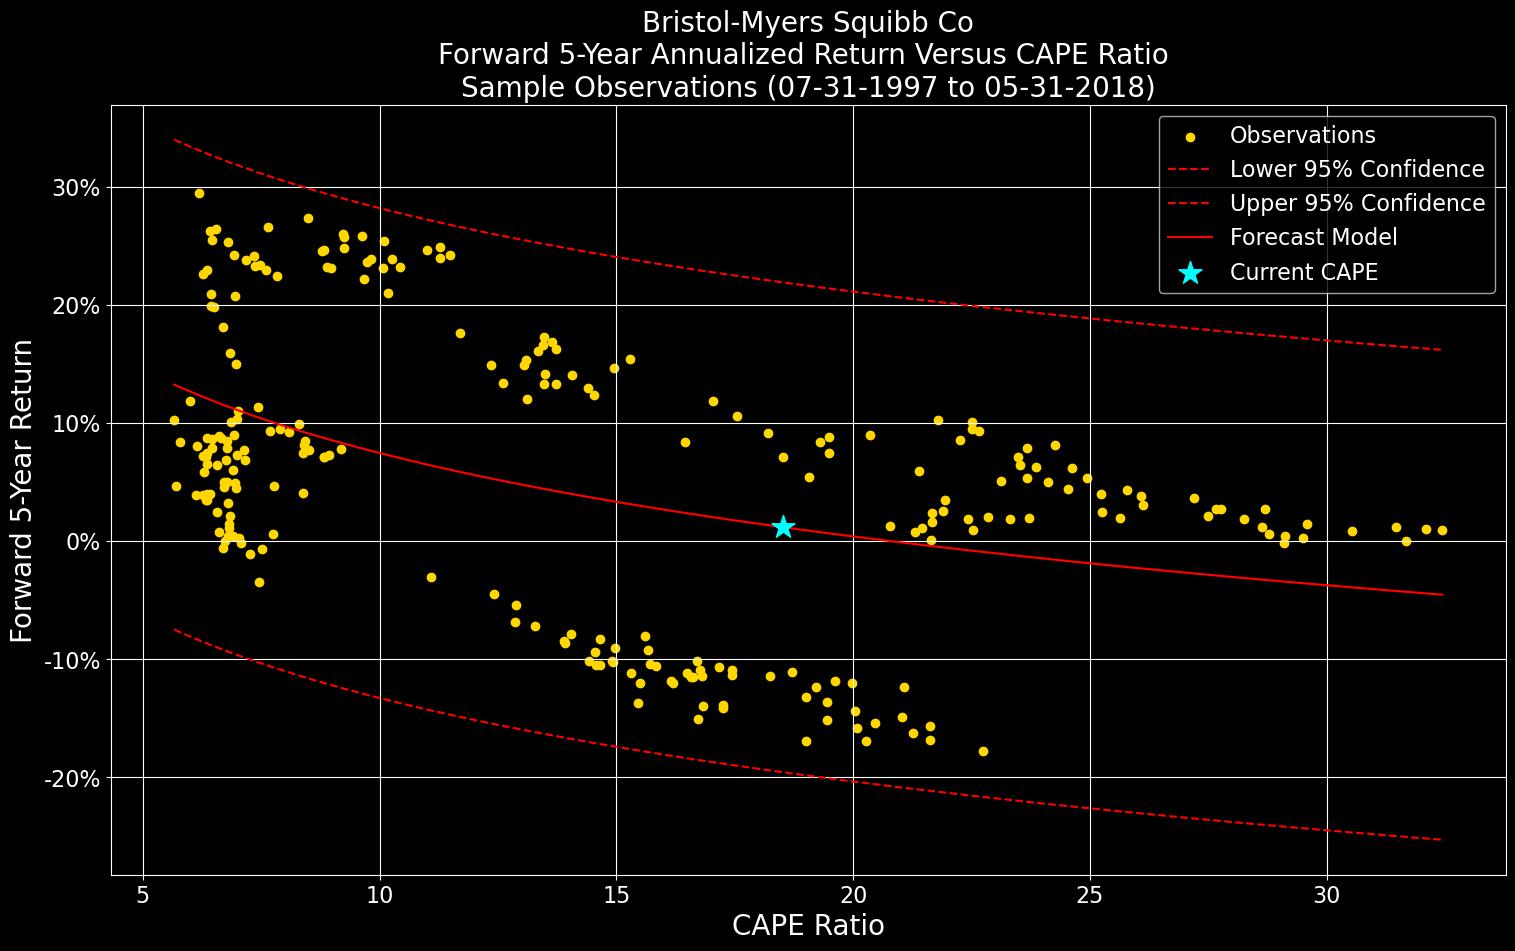 Bristol-Myers Squibb Co
Forward 5-Year Annualized Return Versus CAPE Ratio
Sample Observations (07-31-1997 to 05-31-2018)
Observations
Lower 95% Confidence
Upper 95% Confidence
Forecast Model
Current CAPE
Forward 5-Year Return
30%
20%
10%
0%
-10%
-20%
5
10
15
20
25
30
CAPE Ratio